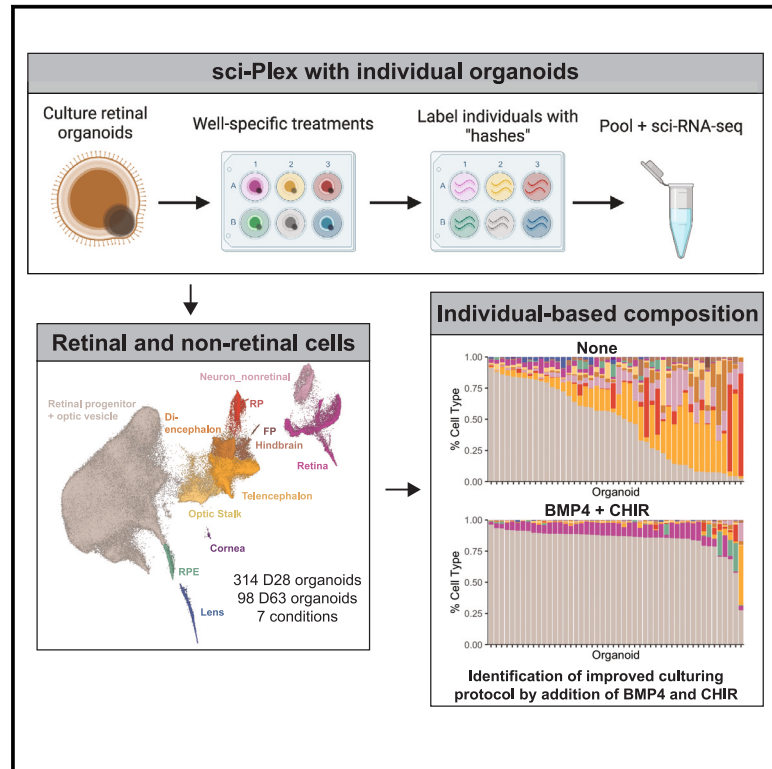 sci-Plex with individual organoids
Culture retinal
organoids
Well-specific treatments
Label individuals with
"hashes"
Pool + sci-RNA-seq
1 2 3
A
B
1 2 3
A
B
Retinal and non-retinal cells
Neuron_nonretinal
Retinal progenitor
+ optic vesicle
Di-
encephalon
RP
FP
Hindbrain
Retina
Telencephalon
Optic Stalk
Cornea
RPE
Lens
314 D28 organoids
98 D63 organoids
7 conditions
Individual-based composition
None
1.00
0.75
0.50
0.25
0.00
% Cell Type
Organoid
BMP4 + CHIR
1.00
0.75
0.50
0.25
0.00
% Cell Type
Organoid
Identification of improved culturing
protocol by addition of BMP4 and CHIR